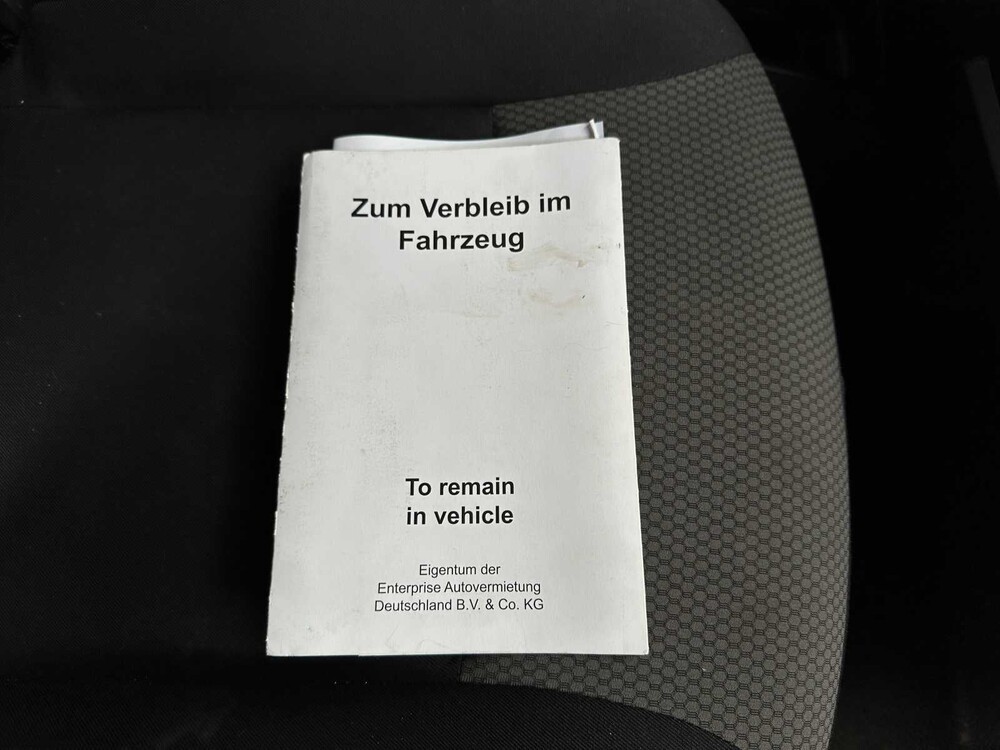 Zum Verbleib im
Fahrzeug
To remain
in vehicle
Eigentum der
Enterprise Autovermietung
Deutschland B.V. & Co. KG